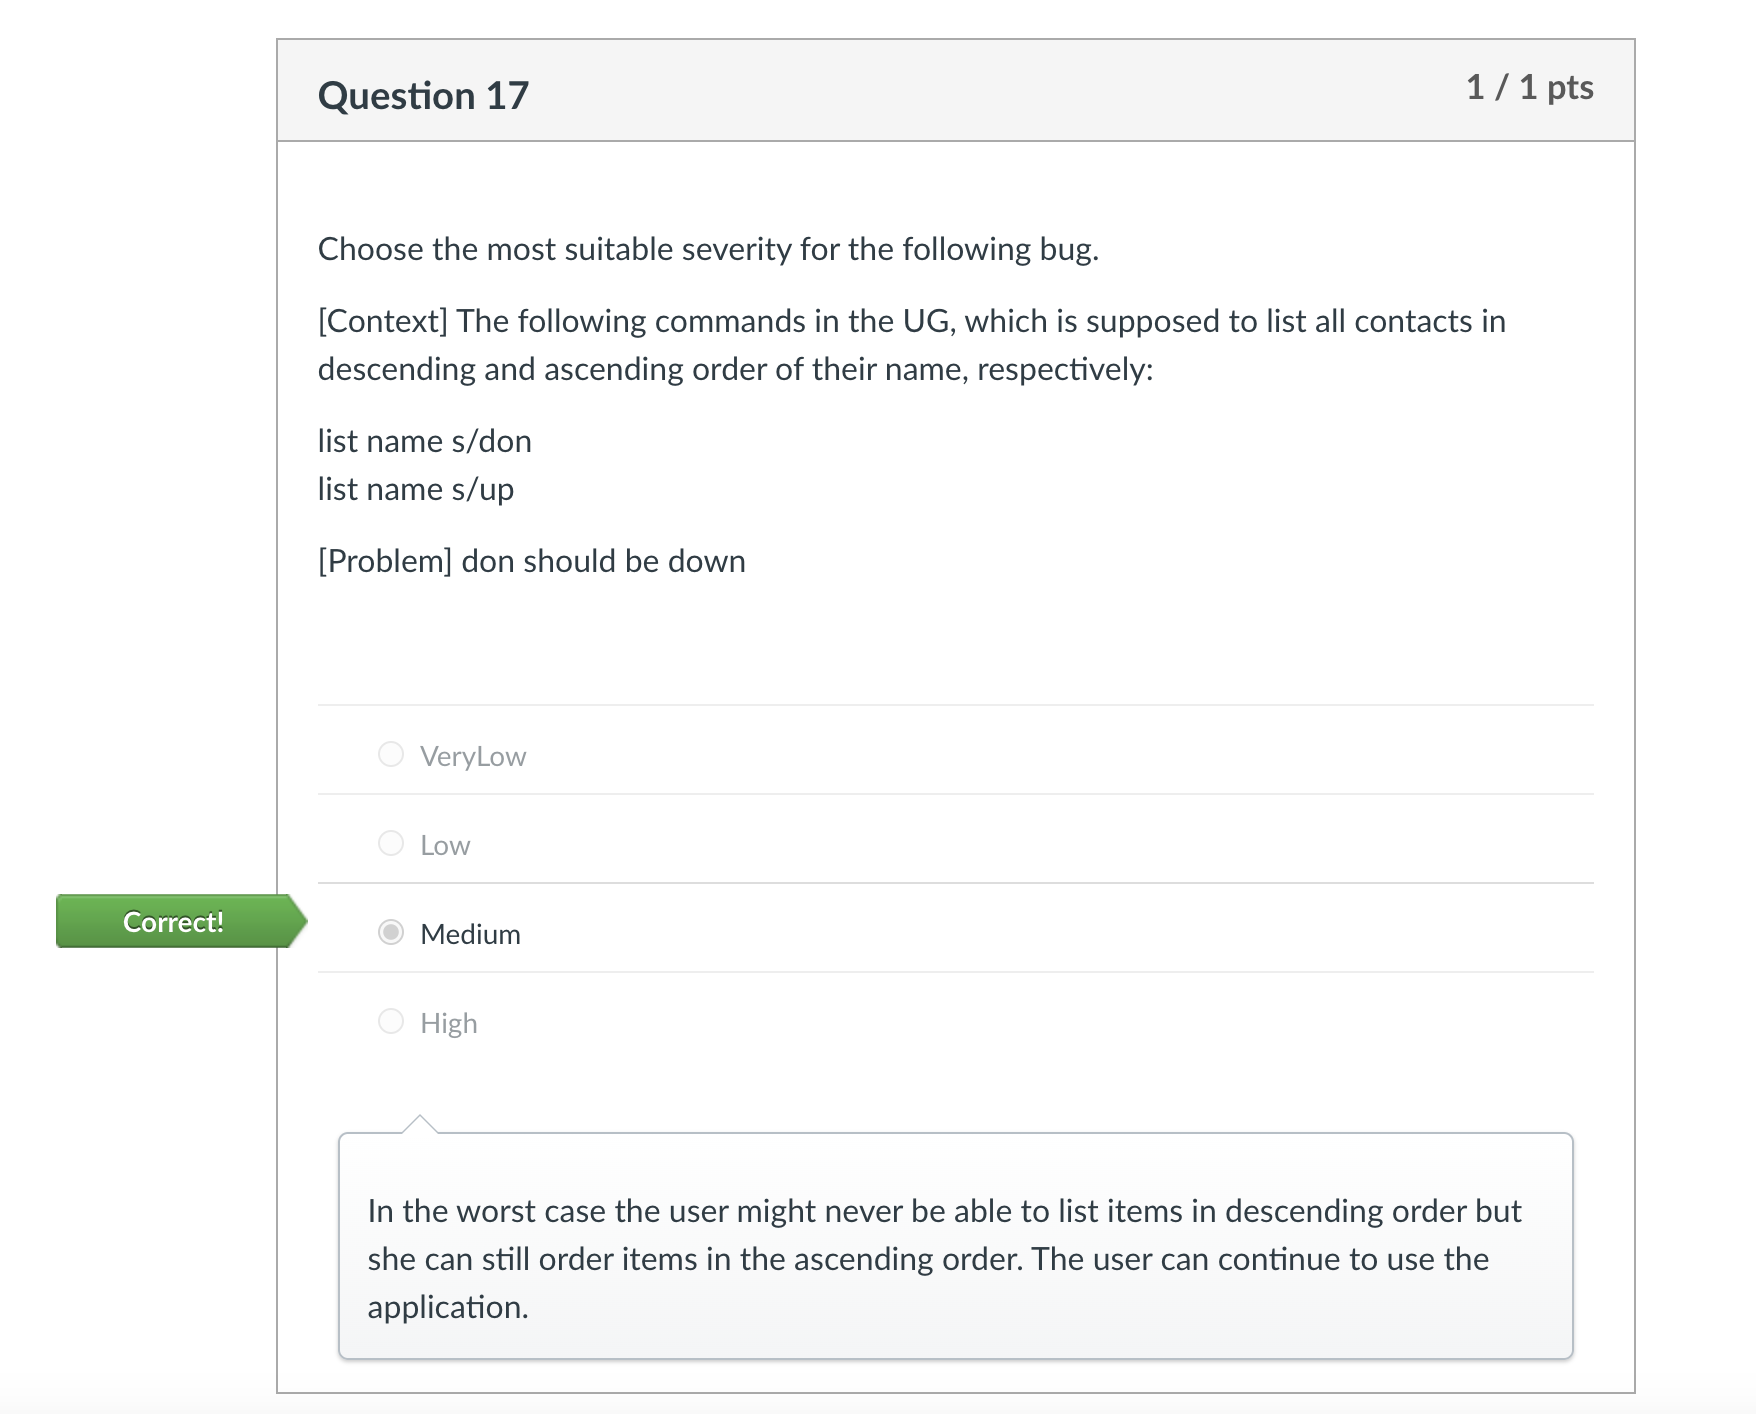 Question 17
1 / 1 pts
Choose the most suitable severity for the following bug.
[Context] The following commands in the UG, which is supposed to list all contacts in
descending and ascending order of their name, respectively:
list name s/don
list name s/up
[Problem] don should be down
VeryLow
Low
Correct!
Medium
High
In the worst case the user might never be able to list items in descending order but
she can still order items in the ascending order. The user can continue to use the
application.